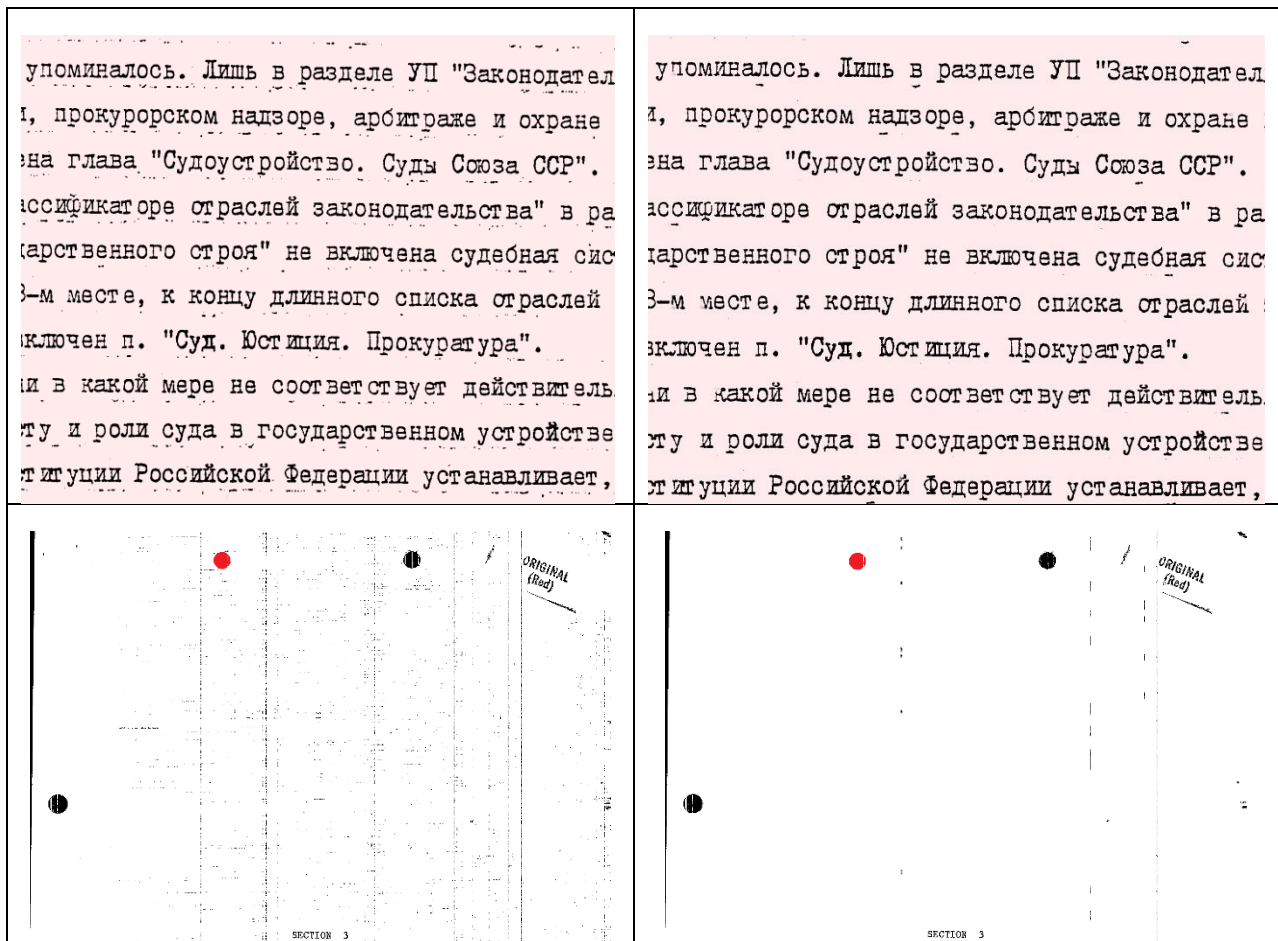 упоминалось. Лишь в разделе УП "Законодател
и, прокурорском надзоре, арбитраже и охране
ена глава "Судоустройство. Суды Союза ССР".
ассификаторе отраслей законодательства" в ра
дарственного строя" не включена судебная сис
3-м месте, к концу длинного списка отраслей
включен п. "Суд. Юстиция. Прокуратура".
ни в какой мере не соответствует действитель
ту и роли суда в государственном устройстве
ституции Российской Федерации устанавливает,
упоминалось. Лишь в разделе УП "Законодател
и, прокурорском надзоре, арбитраже и охране
ена глава "Судоустройство. Суды Союза ССР".
ассификаторе отраслей законодательства" в ра
дарственного строя" не включена судебная сис
3-м месте, к концу длинного списка отраслей
включен п. "Суд. Юстиция. Прокуратура".
ни в какой мере не соответствует действитель
сту и роли суда в государственном устройстве
ституции Российской Федерации устанавливает,
ORIGINAL
(Red)
SECTION 3
ORIGINAL
(Red)
SECTION 3